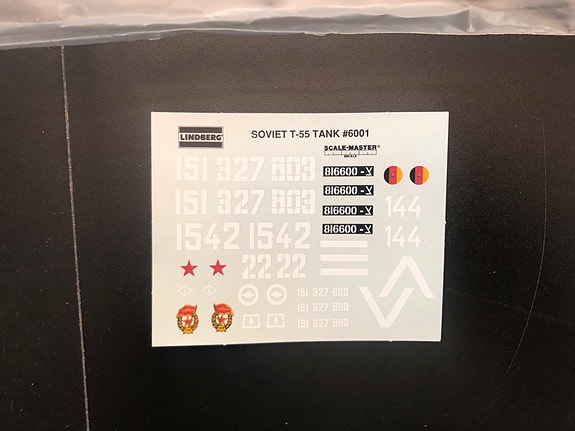 LINDBERG®
SOVIET T-55 TANK #6001
SCALE-MASTER®
DECALS
151 327 803
816600 - У
816600 - У
151 327 803
816600 - У
144
1542 1542
816600 - У
144
22 22
151 327 803
151 327 803
151 327 803